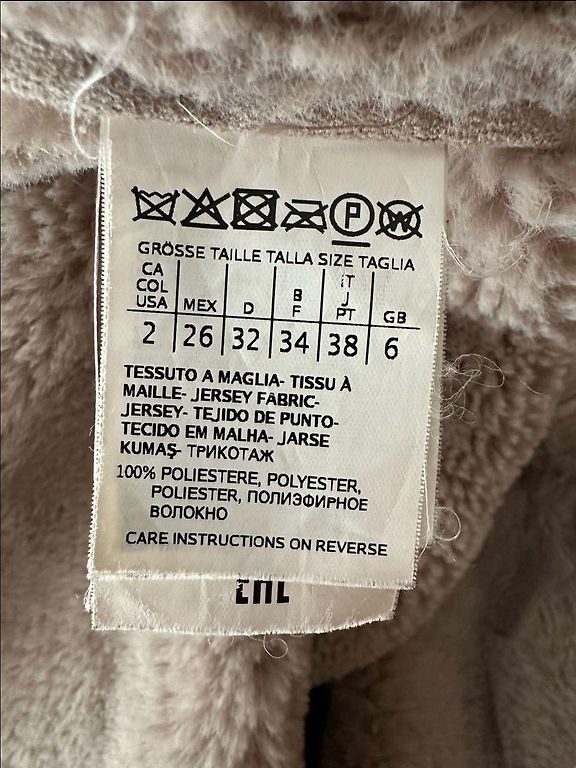 P W
GRÖSSE TAILLE TALLA SIZE TAGLIA
CA COL USA MEX D B F IT J PT GB
2 26 32 34 38 6
TESSUTO A MAGLIA- TISSU À
MAILLE- JERSEY FABRIC-
JERSEY- TEJIDO DE PUNTO-
TECIDO EM MALHA- JARSE
KUMAŞ- ТРИКОТАЖ
100% POLIESTERE, POLYESTER,
POLIESTER, ПОЛИЭФИРНОЕ
ВОЛОКНО
CARE INSTRUCTIONS ON REVERSE